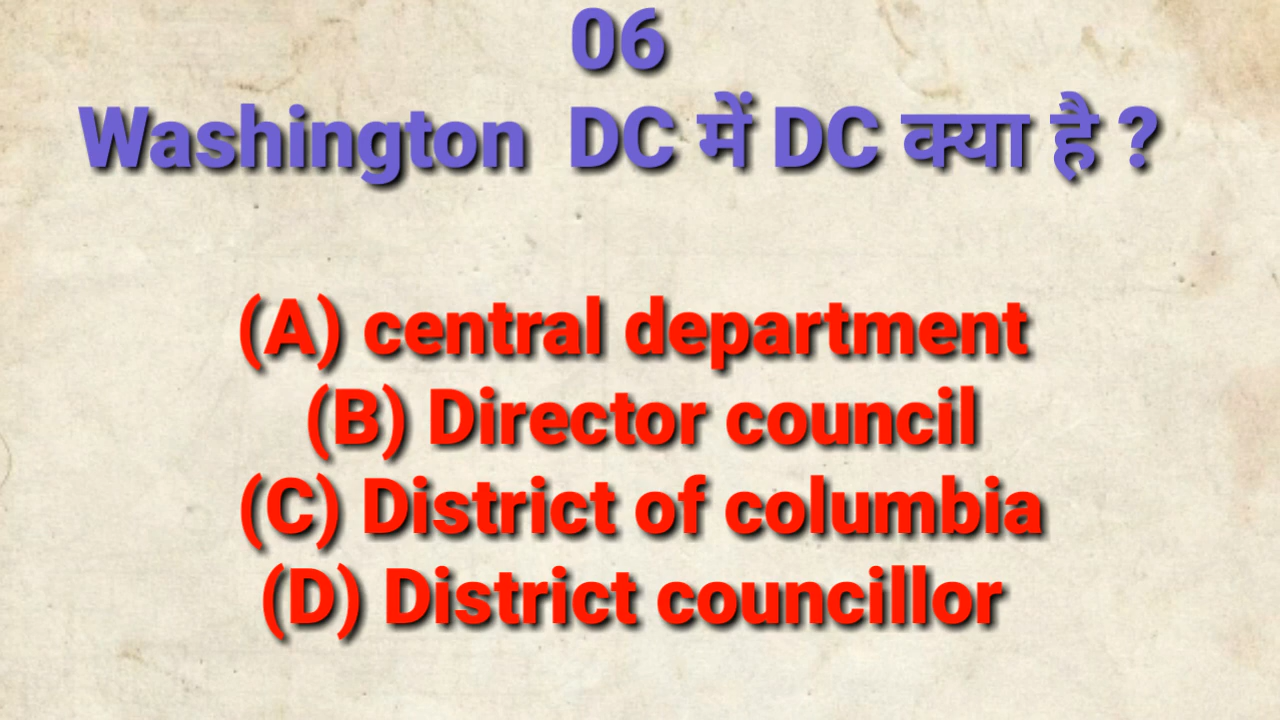 06
Washington DC में DC क्या है ?
(A) central department
(B) Director council
(C) District of columbia
(D) District councillor